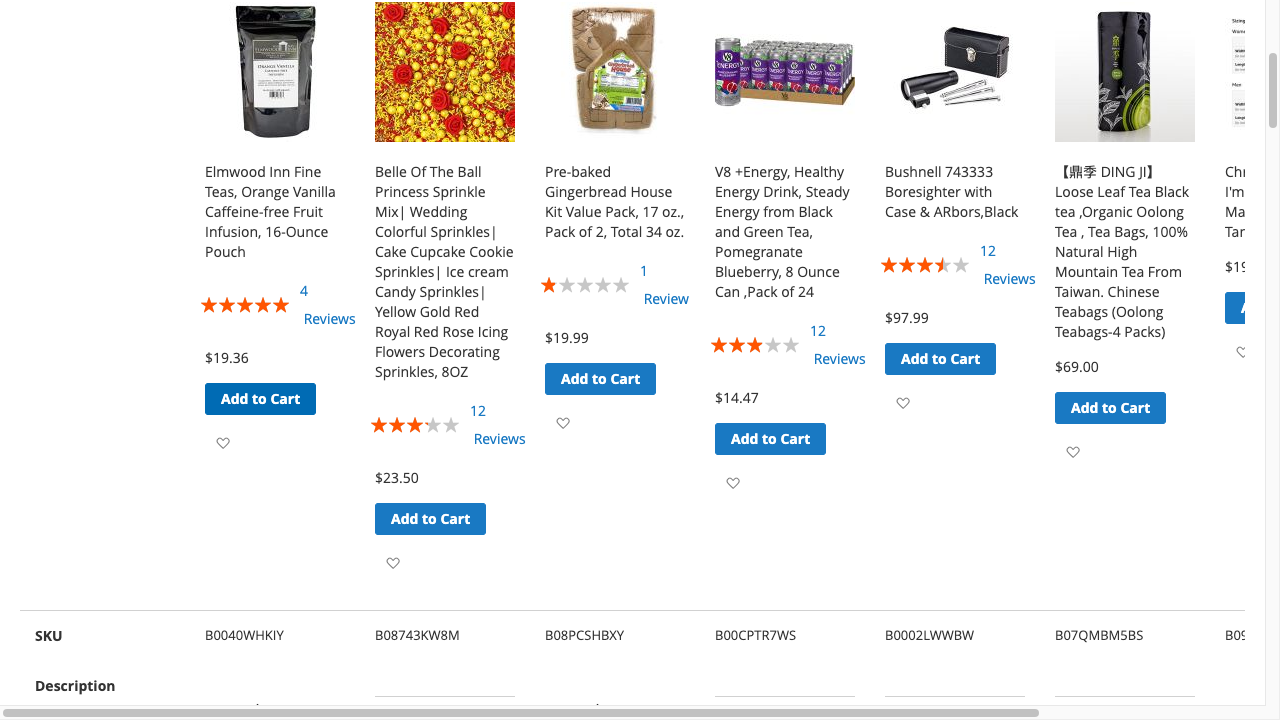 Elmwood Inn Fine
Teas, Orange Vanilla
Caffeine-free Fruit
Infusion, 16-Ounce
Pouch
4
Reviews
$19.36
Add to Cart
Belle Of The Ball
Princess Sprinkle
Mix| Wedding
Colorful Sprinkles|
Cake Cupcake Cookie
Sprinkles| Ice cream
Candy Sprinkles|
Yellow Gold Red
Royal Red Rose Icing
Flowers Decorating
Sprinkles, 8OZ
12
Reviews
$23.50
Add to Cart
Pre-baked
Gingerbread House
Kit Value Pack, 17 oz.,
Pack of 2, Total 34 oz.
1
Review
$19.99
Add to Cart
V8 +Energy, Healthy
Energy Drink, Steady
Energy from Black
and Green Tea,
Pomegranate
Blueberry, 8 Ounce
Can ,Pack of 24
12
Reviews
$14.47
Add to Cart
Bushnell 743333
Boresighter with
Case & ARbors,Black
12
Reviews
$97.99
Add to Cart
【鼎季 DING JI】
Loose Leaf Tea Black
tea ,Organic Oolong
Tea , Tea Bags, 100%
Natural High
Mountain Tea From
Taiwan. Chinese
Teabags (Oolong
Teabags-4 Packs)
$69.00
Add to Cart
I'm
SKU
B0040WHKIY
B08743KW8M
B08PCSHBXY
B00CPTR7WS
B0002LWWBW
B07QMBM5BS
Description